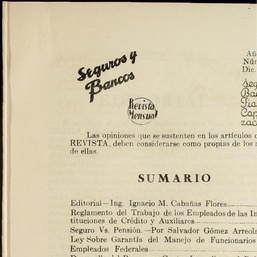 Seguros y
Bancos
Revista
Mensual
Las opiniones que se sustenten en los artículos
REVISTA, deben considerarse como propias de los
de ellas.
SUMARIO
Editorial—Ing. Ignacio M. Cabañas Flores
Reglamento del Trabajo de los Empleados de las In
tituciones de Crédito y Auxiliares
Seguro Vs. Pensión.—Por Salvador Gómez Arreola
Ley Sobre Garantía del Manejo de Funcionarios
Empleados Federales